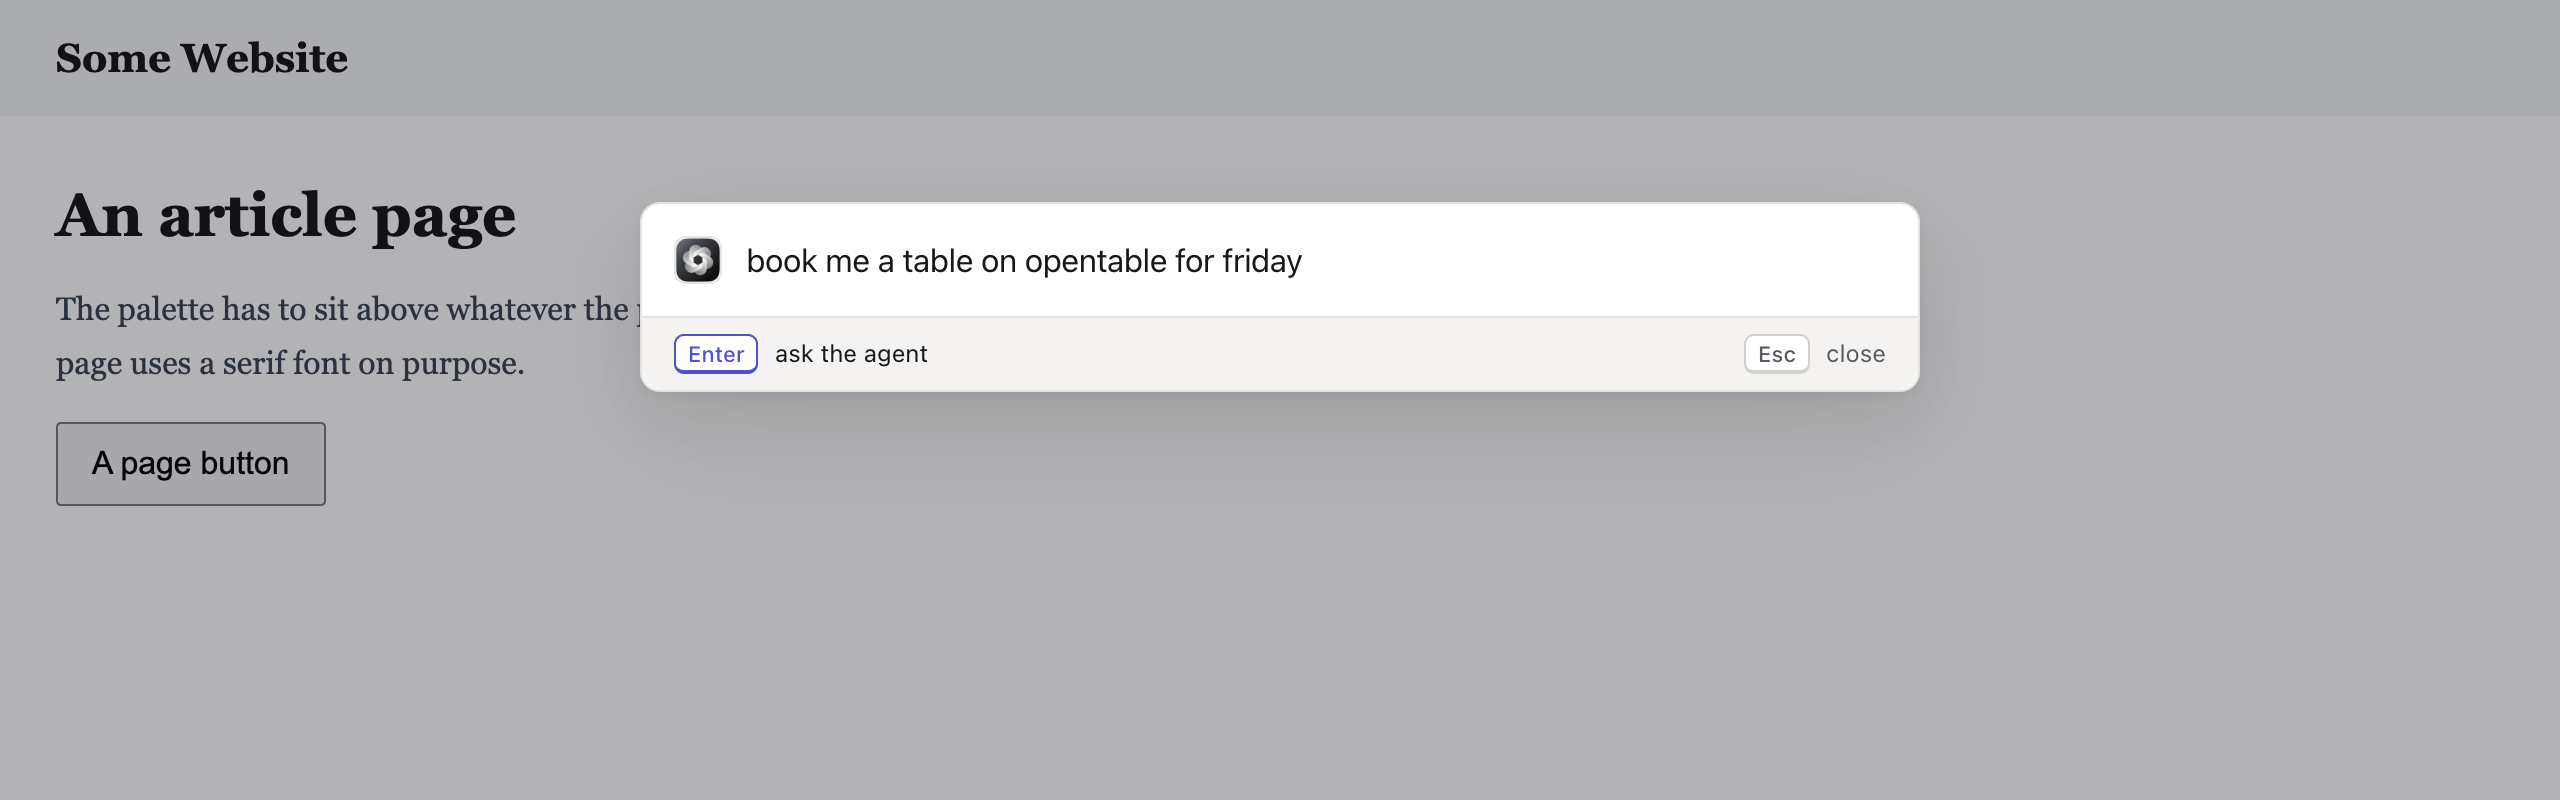 Some Website
An article page
The palette has to sit above whatever the
page uses a serif font on purpose.
A page button
book me a table on opentable for friday
Enter ask the agent
Esc close